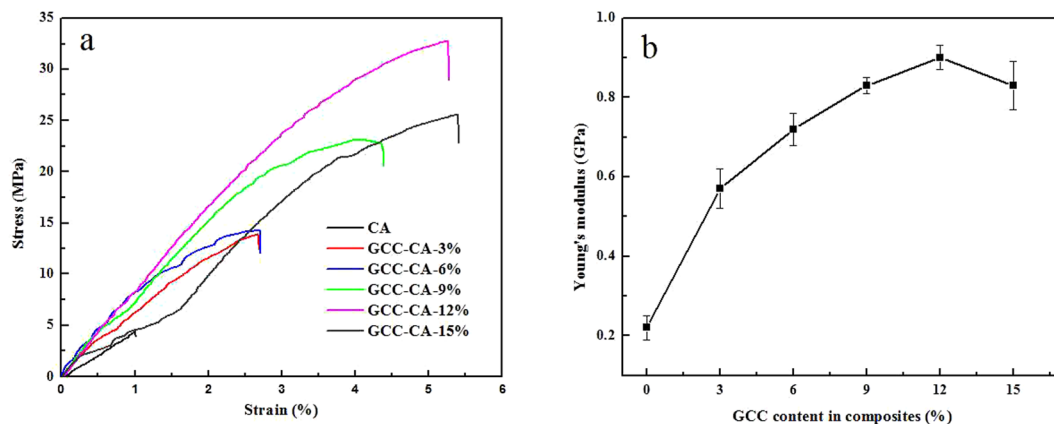 a
35
30
25
20
15
10
5
0
Stress (MPa)
CA
GCC-CA-3%
GCC-CA-6%
GCC-CA-9%
GCC-CA-12%
GCC-CA-15%
0 1 2 3 4 5 6
Strain (%)
b
1.0
0.8
0.6
0.4
0.2
Young's modulus (GPa)
0 3 6 9 12 15
GCC content in composites (%)